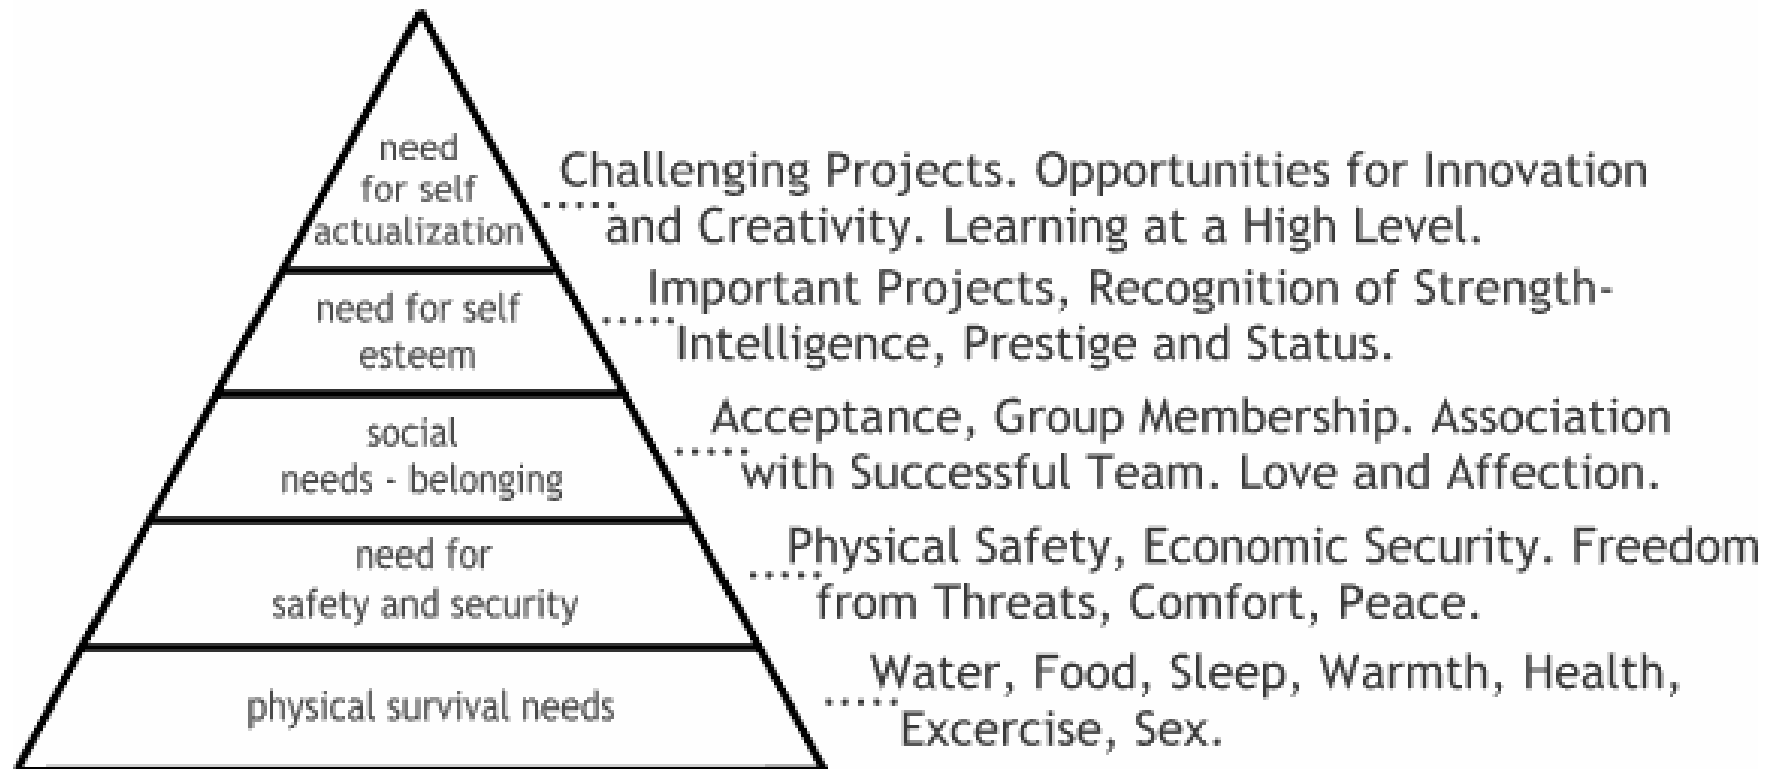 need
for self
actualization
Challenging Projects. Opportunities for Innovation
and Creativity. Learning at a High Level.
need for self
esteem
Important Projects, Recognition of Strength-
Intelligence, Prestige and Status.
social
needs - belonging
Acceptance, Group Membership. Association
with Successful Team. Love and Affection.
need for
safety and security
Physical Safety, Economic Security. Freedom
from Threats, Comfort, Peace.
physical survival needs
Water, Food, Sleep, Warmth, Health,
Excercise, Sex.